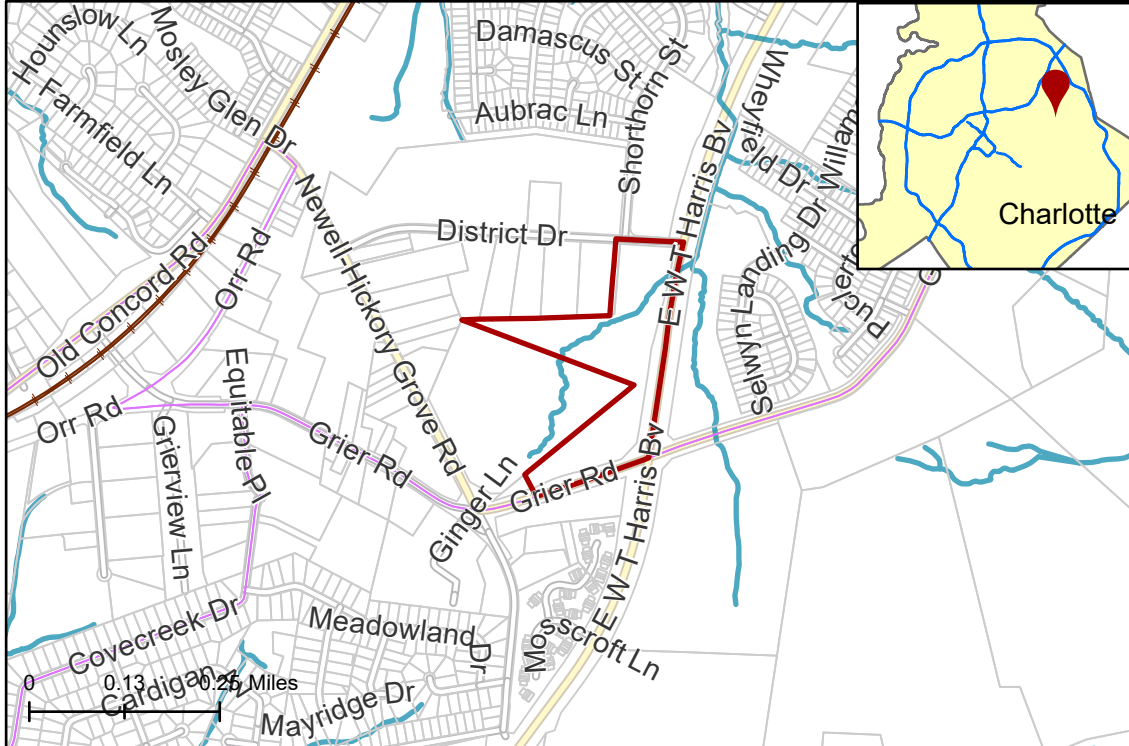 Hounslow Ln
Mosley Glen Dr
Farmfield Ln
Damascus St
Shorthorn St
Aubrac Ln
Wheyfield Dr
Charlotte
Newell-Hickory Grove Rd
District Dr
E W T Harris Bv
Selwyn Landing Dr
Old Concord Rd
Orr Rd
E W T Harris Bv
Orr Rd
Equitable Pl
Grierview Ln
Grier Rd
Ginger Ln
Grier Rd
E W T Harris Bv
Mosscroft Ln
Covecreek Dr
Meadowland Dr
Cardigan
Mayridge Dr
0 0.13 0.25 Miles